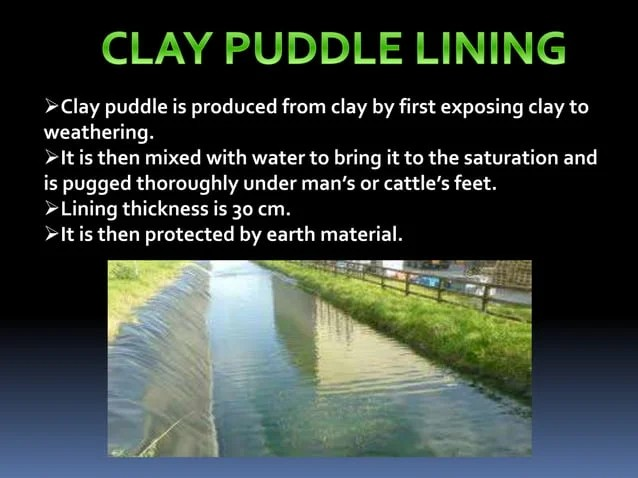 CLAY PUDDLE LINING
➢Clay puddle is produced from clay by first exposing clay to
weathering.
➢It is then mixed with water to bring it to the saturation and
is pugged thoroughly under man’s or cattle’s feet.
➢Lining thickness is 30 cm.
➢It is then protected by earth material.